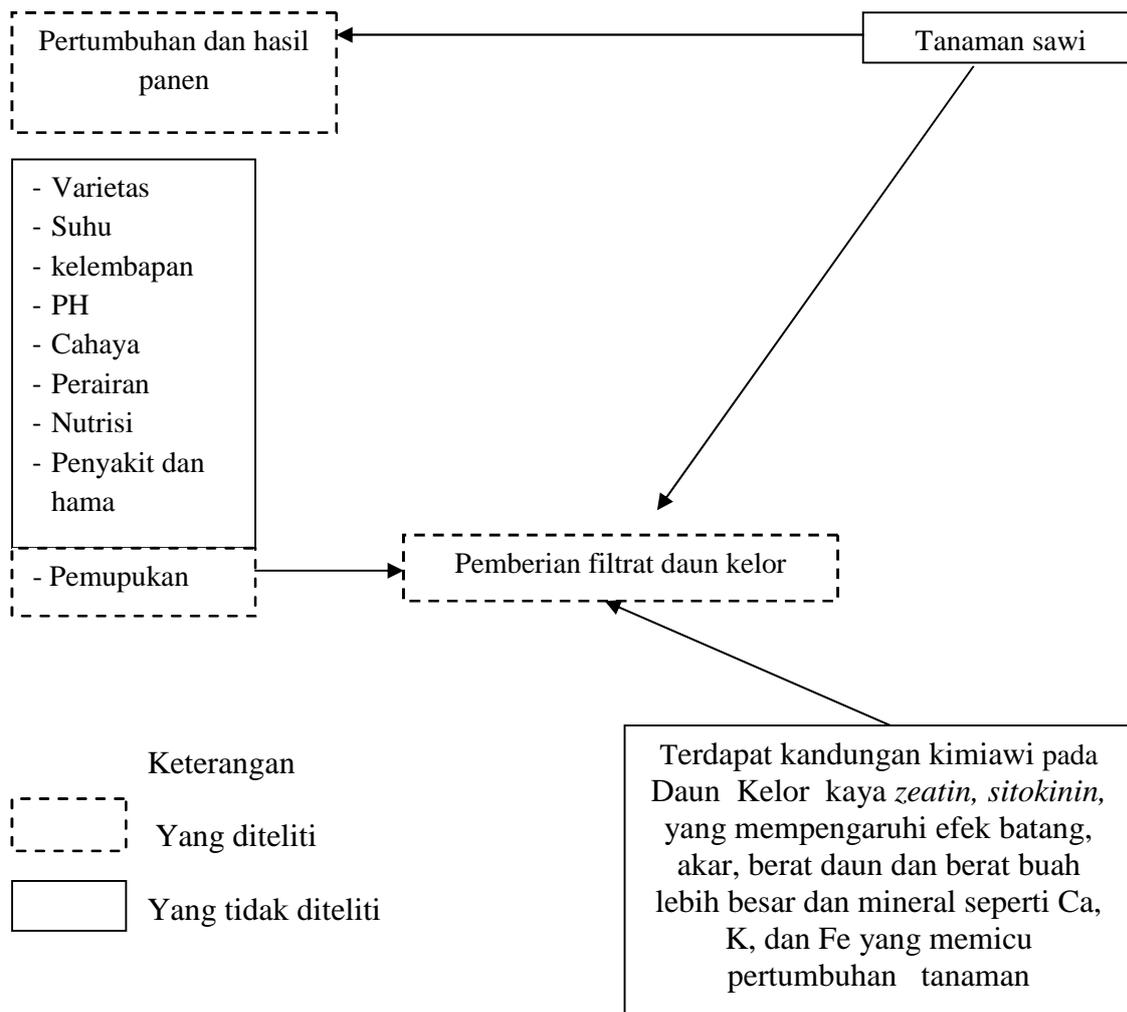 Pertumbuhan dan hasil
panen
Tanaman sawi
- Varietas
- Suhu
- kelembapan
- PH
- Cahaya
- Perairan
- Nutrisi
- Penyakit dan
hama
- Pemupukan
Pemberian filtrat daun kelor
Terdapat kandungan kimiawi pada
Daun Kelor kaya zeatin, sitokinin,
yang mempengaruhi efek batang,
akar, berat daun dan berat buah
lebih besar dan mineral seperti Ca,
K, dan Fe yang memicu
pertumbuhan tanaman
Keterangan
Yang diteliti
Yang tidak diteliti